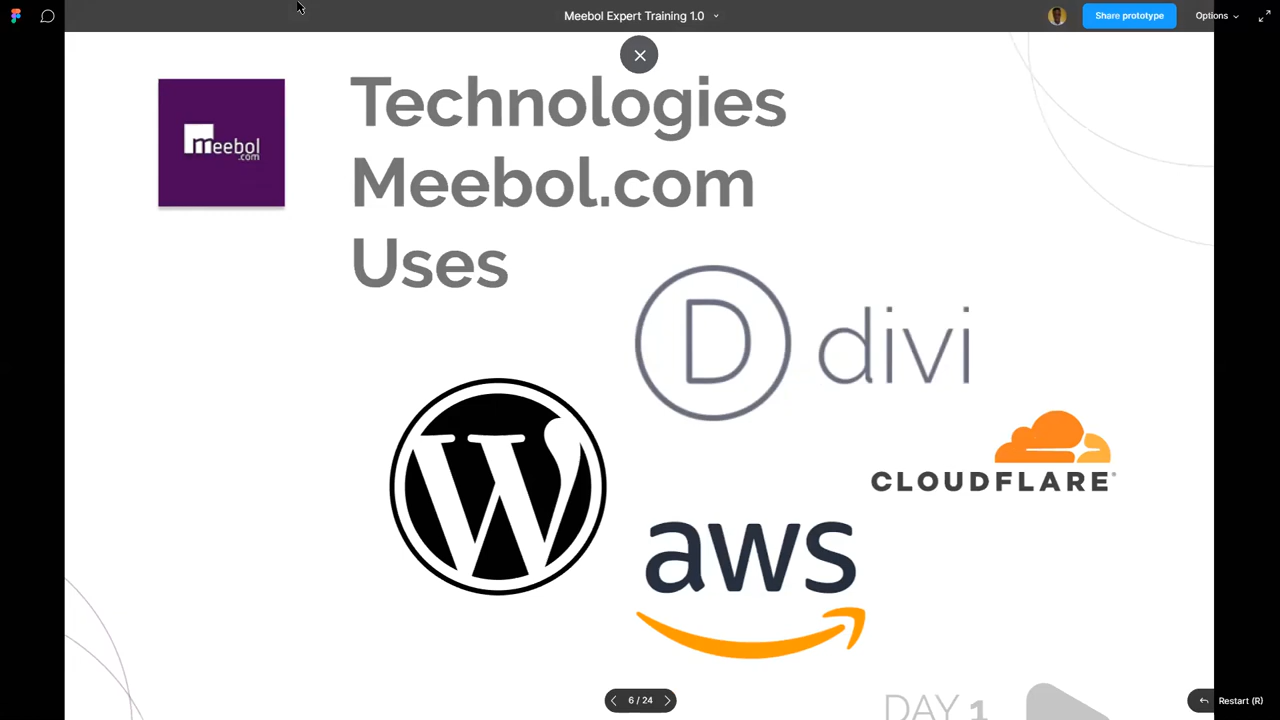 Meebol Expert Training 1.0
Share prototype
Options
meebol
.com
Technologies
Meebol.com
Uses
D divi
W
CLOUDFLARE®
aws
6 / 24
DAY 1
Restart (R)